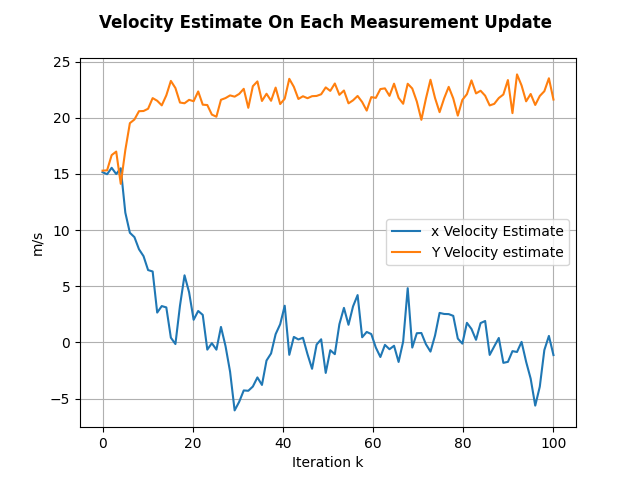 Velocity Estimate On Each Measurement Update
25
20
15
10
5
0
−5
m/s
x Velocity Estimate
Y Velocity estimate
0 20 40 60 80 100
Iteration k